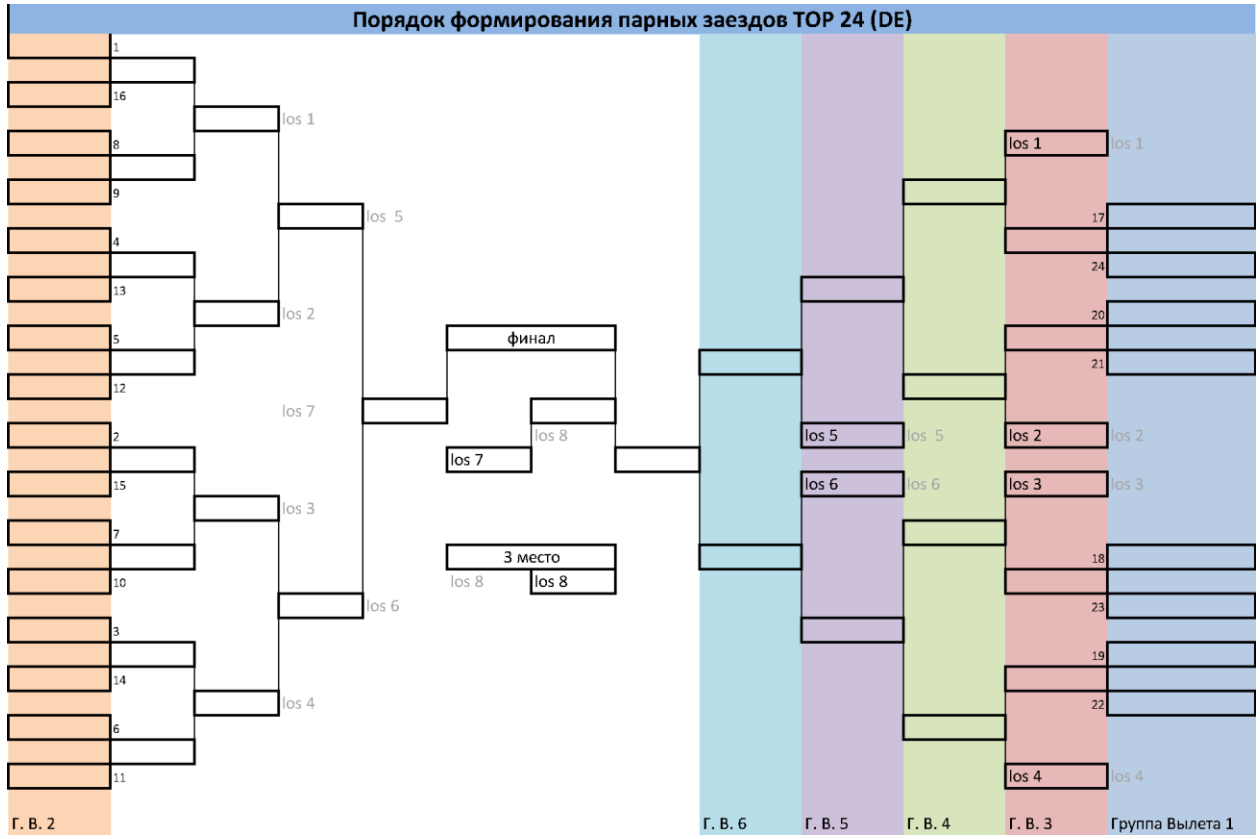 Порядок формирования парных заездов TOP 24 (DE)
1
16
los 1
8
los 1
los 1
9
los 5
17
4
24
13
los 2
20
5
финал
21
12
los 7
2
los 8
los 5
los 5
los 2
los 2
los 7
15
los 6
los 6
los 3
los 3
los 3
7
3 место
18
10
los 8
los 8
los 6
23
3
19
14
los 4
22
6
11
los 4
los 4
Г. В. 2
Г. В. 6
Г. В. 5
Г. В. 4
Г. В. 3
Группа Вылета 1